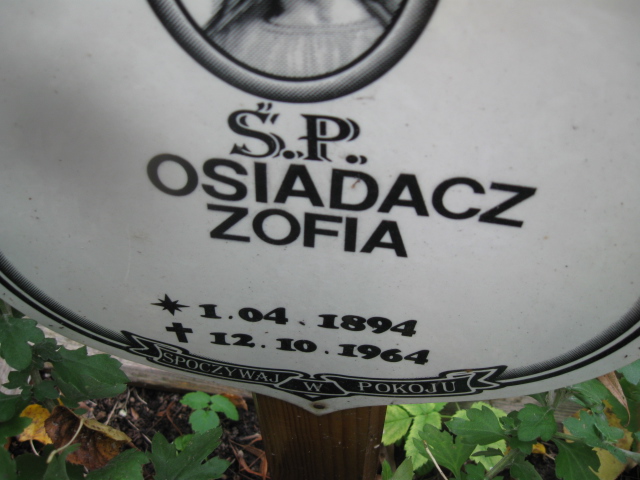 Ś.P.
OSIADACZ
ZOFIA
1.04.1894
12.10.1964
SPOCZYWAJ W POKOJU